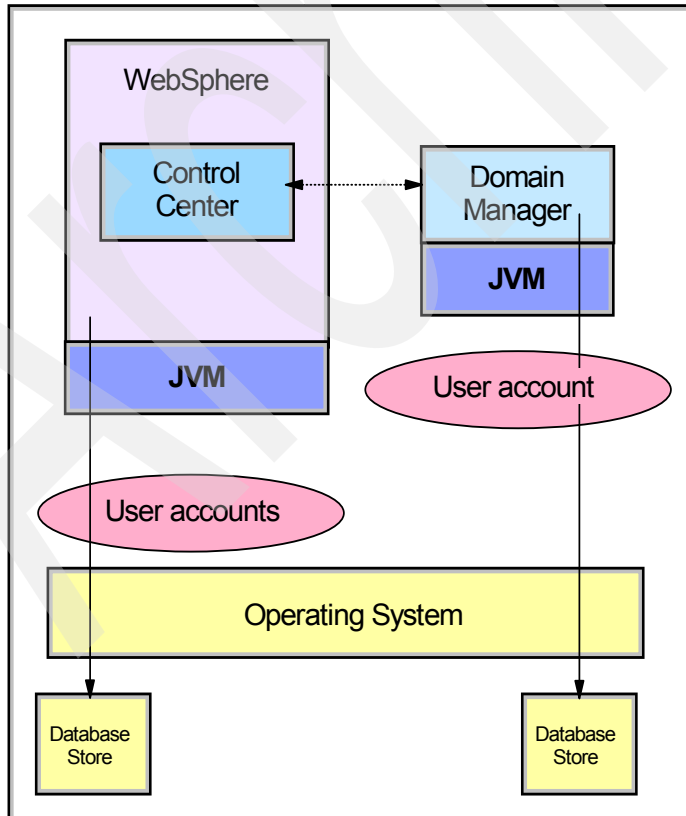 WebSphere
Control
Center
Domain
Manager
JVM
JVM
User account
User accounts
Operating System
Database
Store
Database
Store